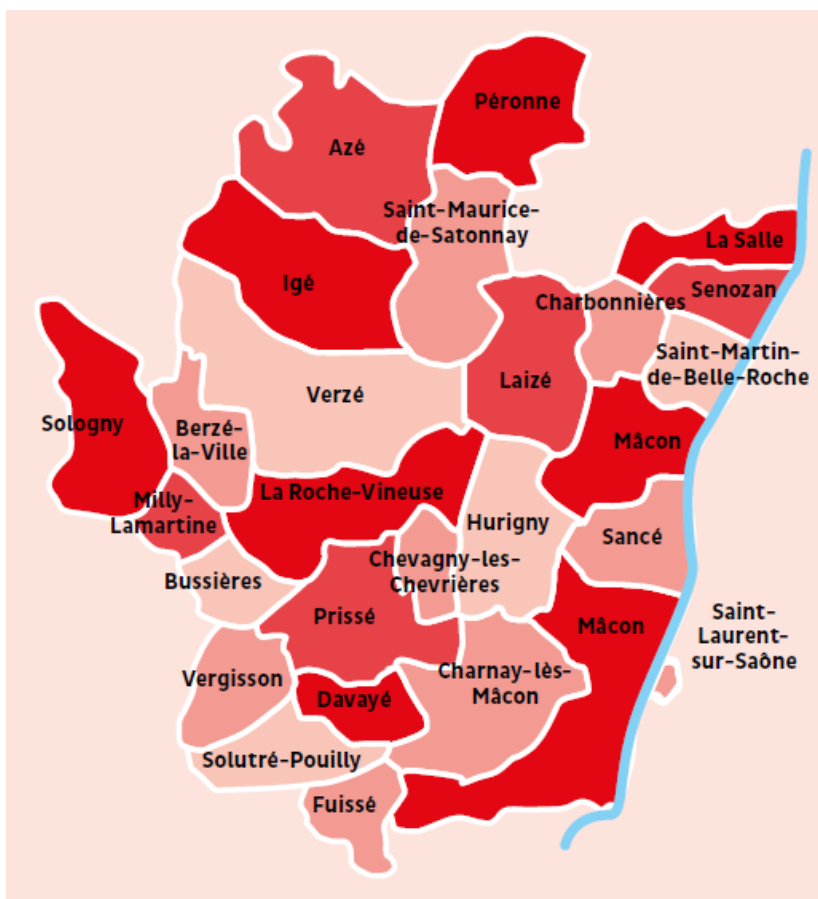 Péronne
Azé
Saint-Maurice-
de-Satonnay
La Salle
Igé
Senozan
Charbonnières
Saint-Martin-
de-Belle-Roche
Laizé
Verzé
Sologny
Berzé-
la-Ville
Mâcon
La Roche-Vineuse
Milly-
Lamartine
Hurigny
Sancé
Chevagny-les-
Chevrières
Bussières
Prissé
Mâcon
Saint-
Laurent-
sur-Saône
Vergisson
Charnay-lès-
Mâcon
Davayé
Solutré-Pouilly
Fuissé